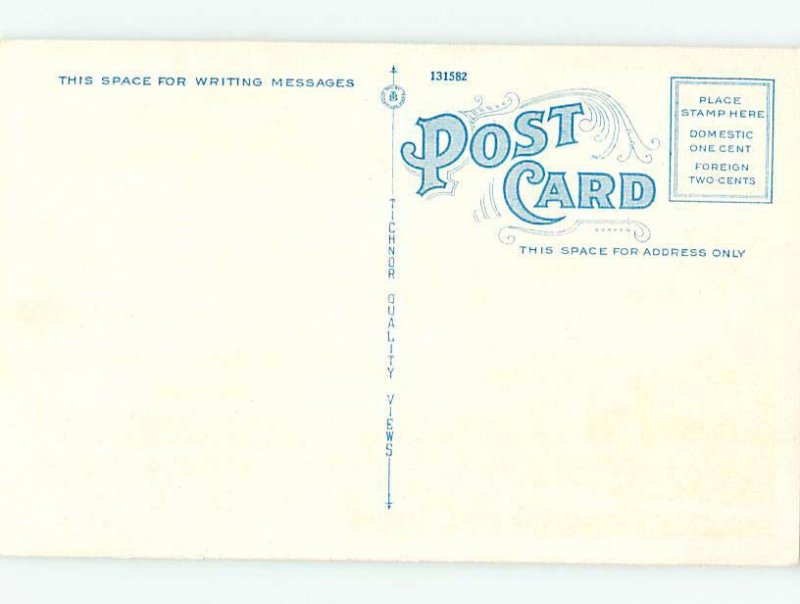 THIS SPACE FOR WRITING MESSAGES
131582
POST
CARD
PLACE
STAMP HERE
DOMESTIC
ONE CENT
FOREIGN
TWO CENTS
THIS SPACE FOR ADDRESS ONLY
TICHNOR QUALITY VIEWS